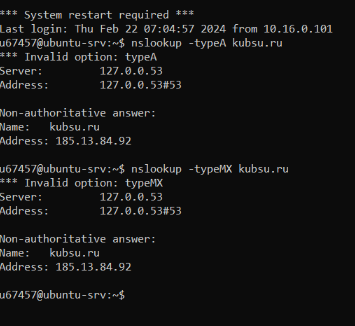 *** System restart required ***
Last login: Thu Feb 22 07:04:57 2024 from 10.16.0.101
u67457@ubuntu-srv:~$ nslookup -typeA kubsu.ru
*** Invalid option: typeA
Server:         127.0.0.53
Address:        127.0.0.53#53

Non-authoritative answer:
Name:   kubsu.ru
Address: 185.13.84.92

u67457@ubuntu-srv:~$ nslookup -typeMX kubsu.ru
*** Invalid option: typeMX
Server:         127.0.0.53
Address:        127.0.0.53#53

Non-authoritative answer:
Name:   kubsu.ru
Address: 185.13.84.92

u67457@ubuntu-srv:~$